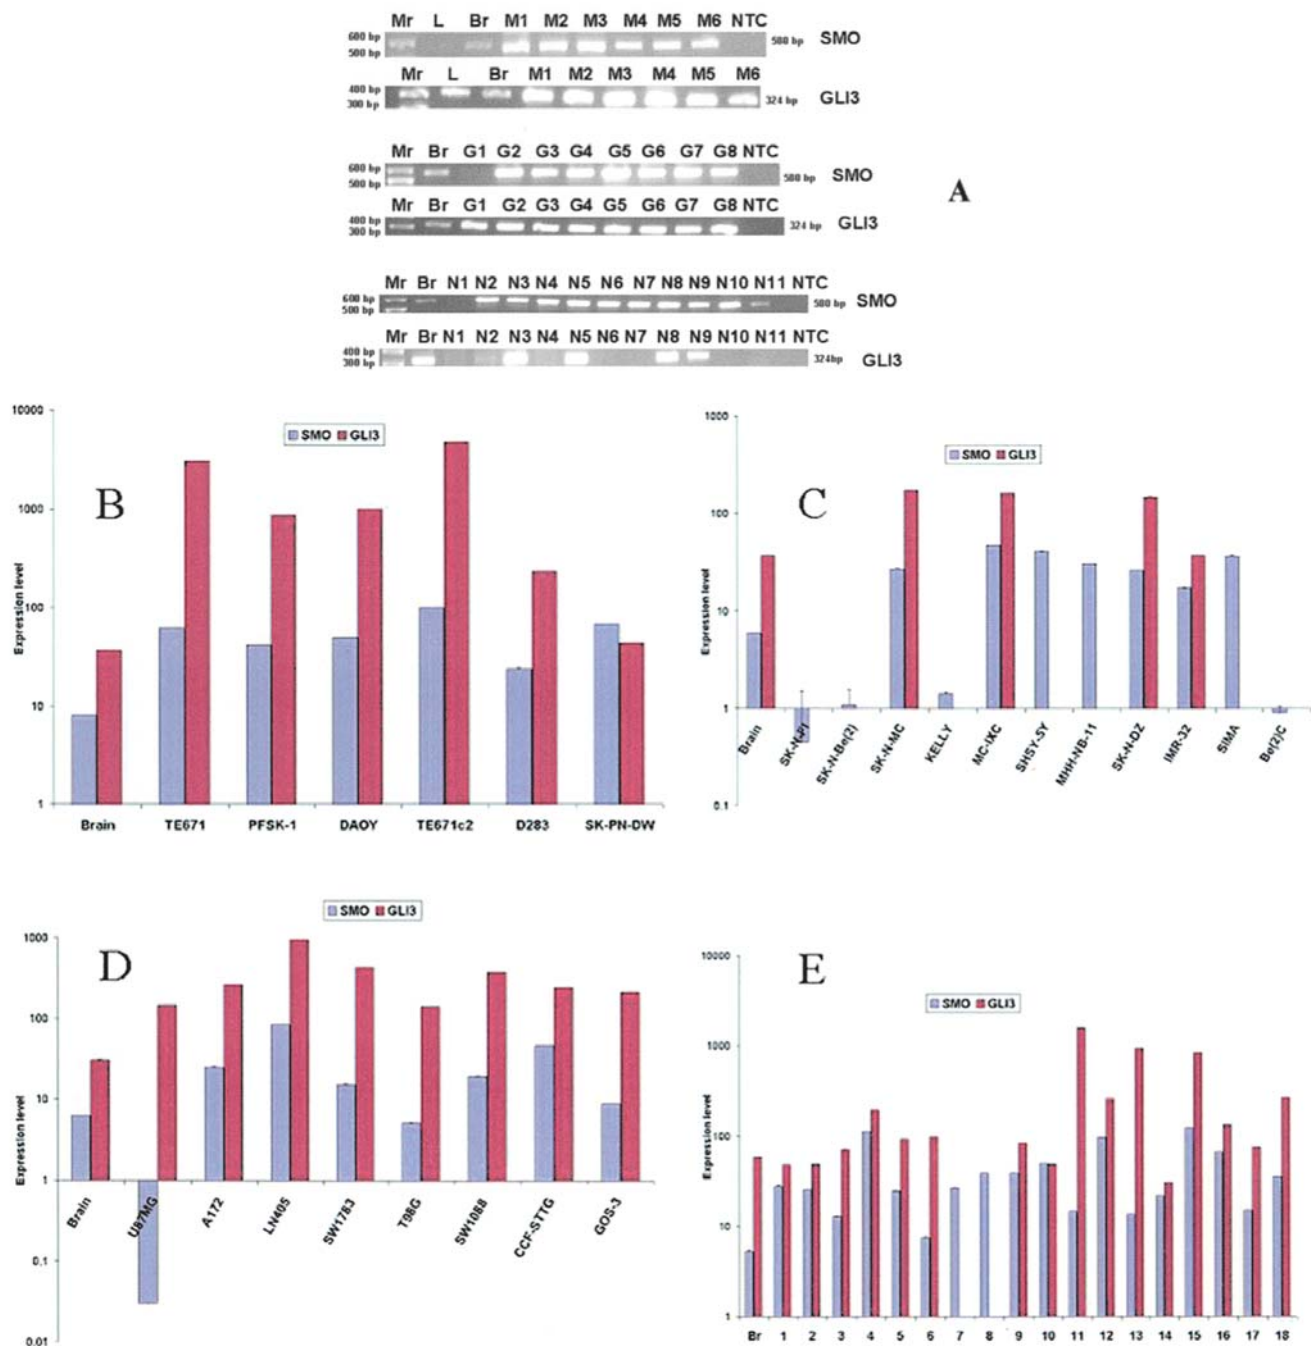 Mr L Br M1 M2 M3 M4 M5 M6 NTC
600 bp
500 bp
580 bp SMO
Mr L Br M1 M2 M3 M4 M5 M6
400 bp
300 bp
324 bp GLI3
Mr Br G1 G2 G3 G4 G5 G6 G7 G8 NTC
600 bp
500 bp
580 bp SMO
Mr Br G1 G2 G3 G4 G5 G6 G7 G8 NTC
400 bp
300 bp
324 bp GLI3
A
Mr Br N1 N2 N3 N4 N5 N6 N7 N8 N9 N10 N11 NTC
600 bp
500 bp
580 bp SMO
Mr Br N1 N2 N3 N4 N5 N6 N7 N8 N9 N10 N11 NTC
400 bp
300 bp
324bp GLI3
B
SMO GLI3
Expression level
10000
1000
100
10
1
Brain TE671 PFSK-1 DAOY TE671c2 D283 SK-PN-DW
C
SMO GLI3
Expression level
1000
100
10
1
0.1
Brain SK-N-FI SK-N-Be(2) SK-N-MC KELLY MC-IXC SHSY-5Y MHH-NB-11 SK-N-DZ IMR-32 SIMA Be(2)C
D
SMO GLI3
Expression level
1000
100
10
1
0.1
0.01
Brain U87MG A172 LN405 SW1783 T98G SW1088 CCF-STTG GOS-3
E
SMO GLI3
Expression level
10000
1000
100
10
1
Br 1 2 3 4 5 6 7 8 9 10 11 12 13 14 15 16 17 18